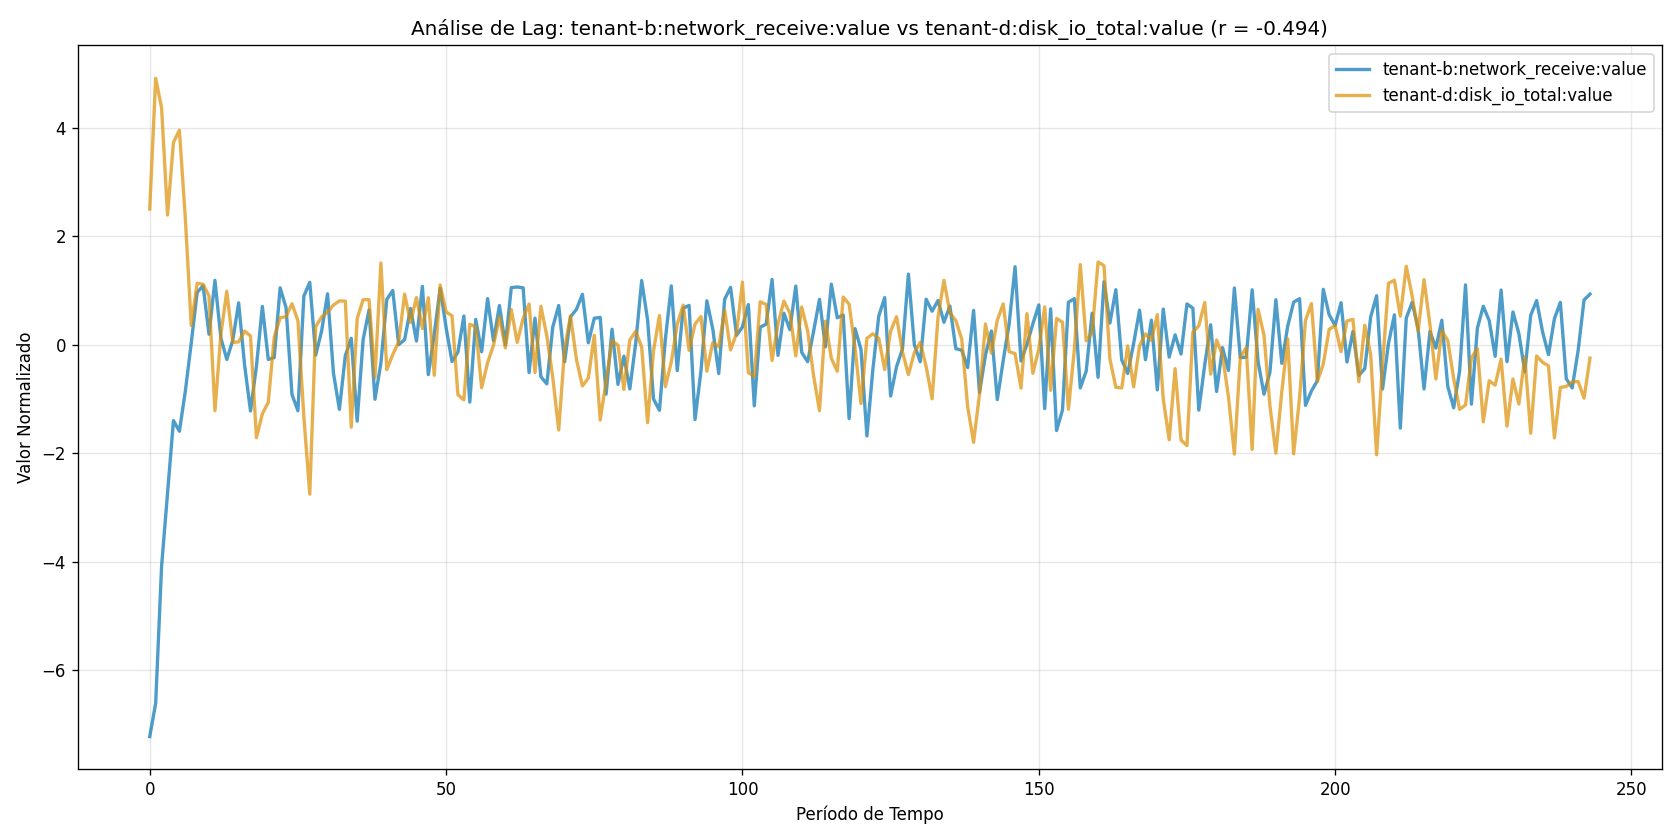 Análise de Lag: tenant-b:network_receive:value vs tenant-d:disk_io_total:value (r = -0.494)
tenant-b:network_receive:value
tenant-d:disk_io_total:value
Valor Normalizado
4
2
0
−2
−4
−6
0 50 100 150 200 250
Período de Tempo